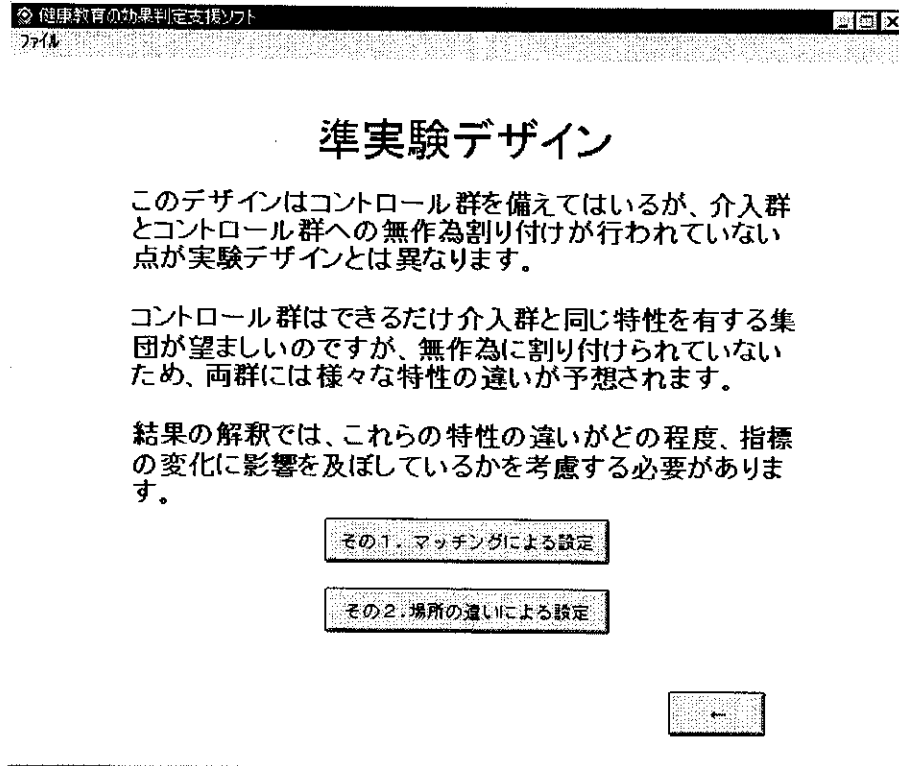 健康教育の効果判定支援ソフト
ファイル
準実験デザイン
このデザインはコントロール群を備えてはいるが、介入群
とコントロール群への無作為割り付けが行われていない
点が実験デザインとは異なります。
コントロール群はできるだけ介入群と同じ特性を有する集
団が望ましいのですが、無作為に割り付けられていない
ため、両群には様々な特性の違いが予想されます。
結果の解釈では、これらの特性の違いがどの程度、指標
の変化に影響を及ぼしているかを考慮する必要がありま
す。
その1.マッチングによる設定
その2.場所の違いによる設定
←